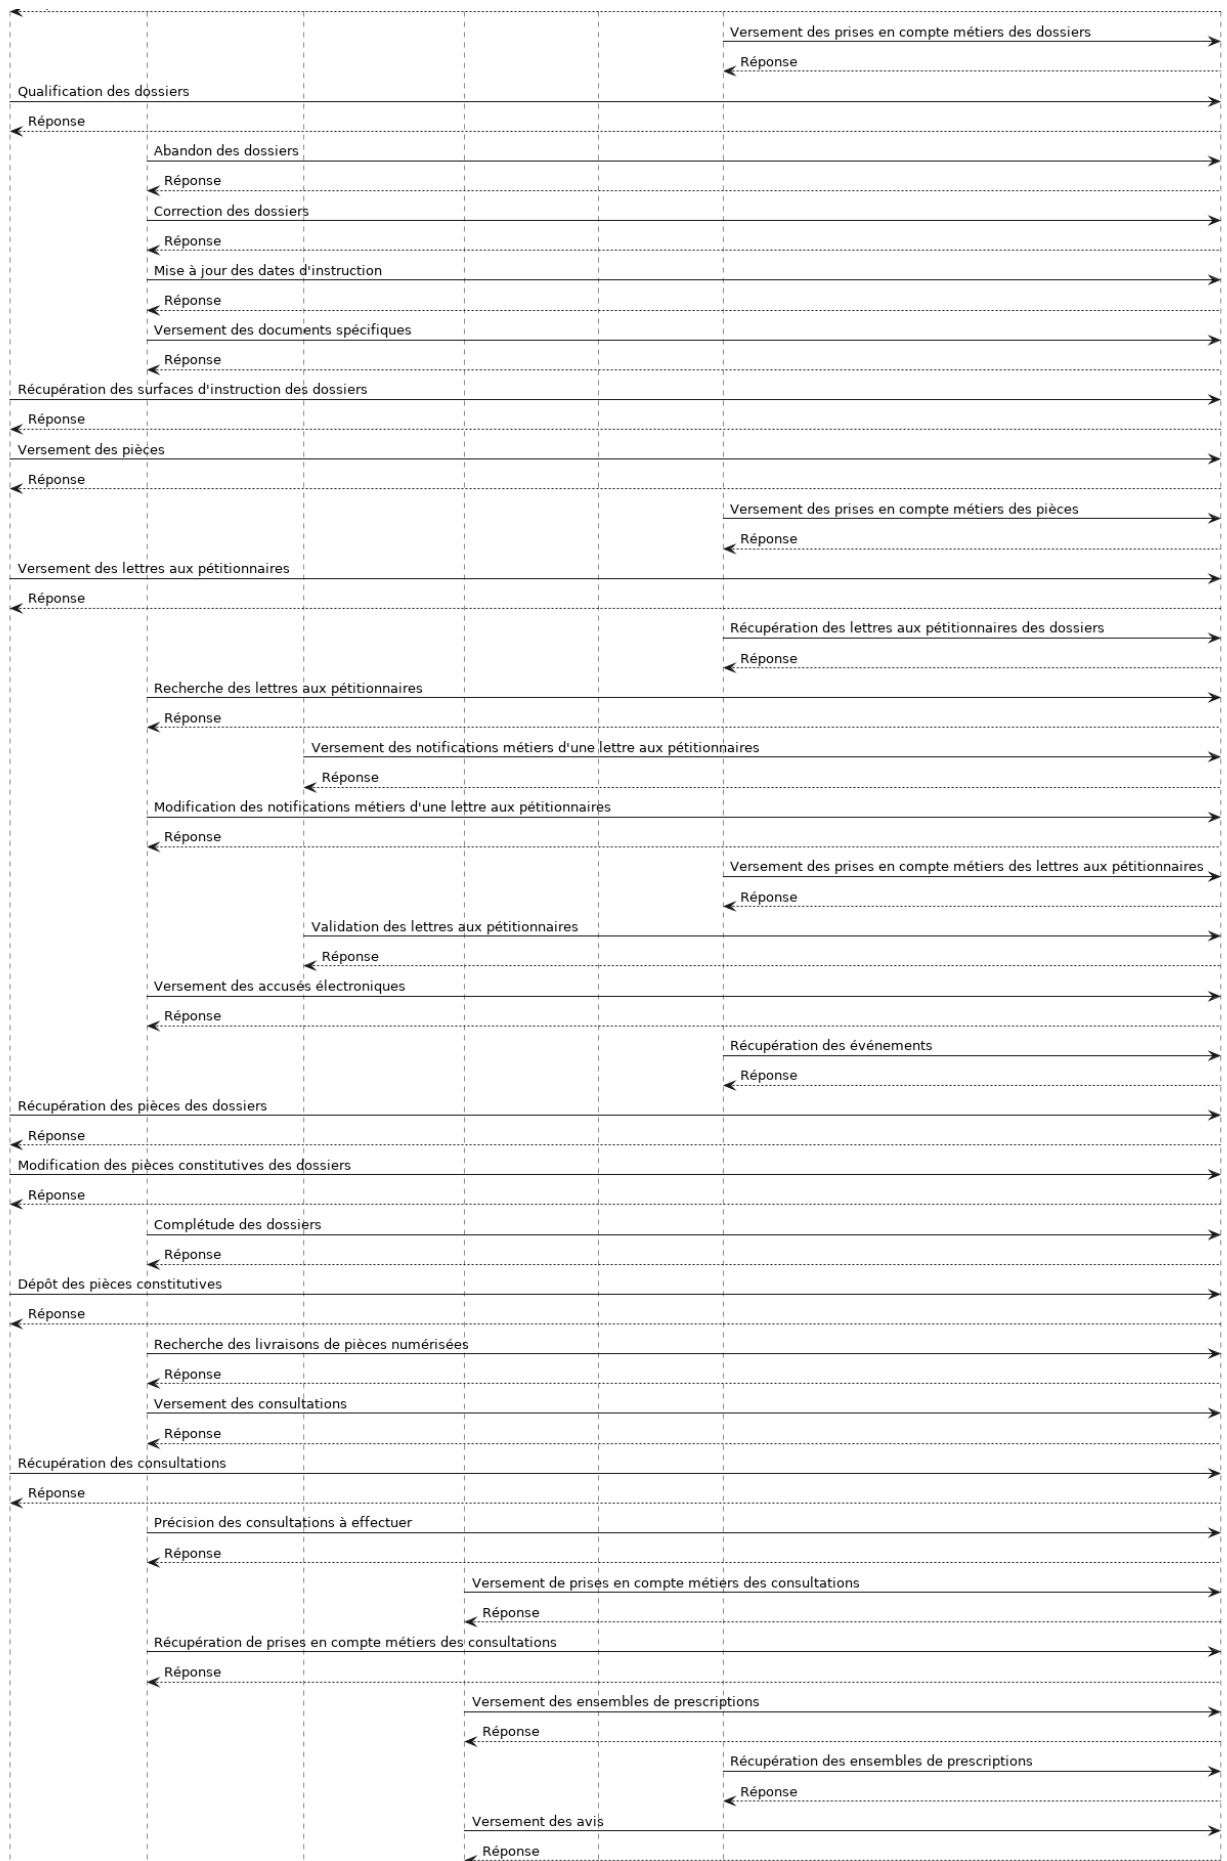 Versement des prises en compte métiers des dossiers
Réponse
Qualification des dossiers
Réponse
Abandon des dossiers
Réponse
Correction des dossiers
Réponse
Mise à jour des dates d'instruction
Réponse
Versement des documents spécifiques
Réponse
Récupération des surfaces d'instruction des dossiers
Réponse
Versement des pièces
Réponse
Versement des prises en compte métiers des pièces
Réponse
Versement des lettres aux pétitionnaires
Réponse
Récupération des lettres aux pétitionnaires des dossiers
Réponse
Recherche des lettres aux pétitionnaires
Réponse
Versement des notifications métiers d'une lettre aux pétitionnaires
Réponse
Modification des notifications métiers d'une lettre aux pétitionnaires
Réponse
Versement des prises en compte métiers des lettres aux pétitionnaires
Réponse
Validation des lettres aux pétitionnaires
Réponse
Versement des accusés électroniques
Réponse
Récupération des événements
Réponse
Récupération des pièces des dossiers
Réponse
Modification des pièces constitutives des dossiers
Réponse
Complétude des dossiers
Réponse
Dépôt des pièces constitutives
Réponse
Recherche des livraisons de pièces numérisées
Réponse
Versement des consultations
Réponse
Récupération des consultations
Réponse
Précision des consultations à effectuer
Réponse
Versement de prises en compte métiers des consultations
Réponse
Récupération de prises en compte métiers des consultations
Réponse
Versement des ensembles de prescriptions
Réponse
Récupération des ensembles de prescriptions
Réponse
Versement des avis
Réponse